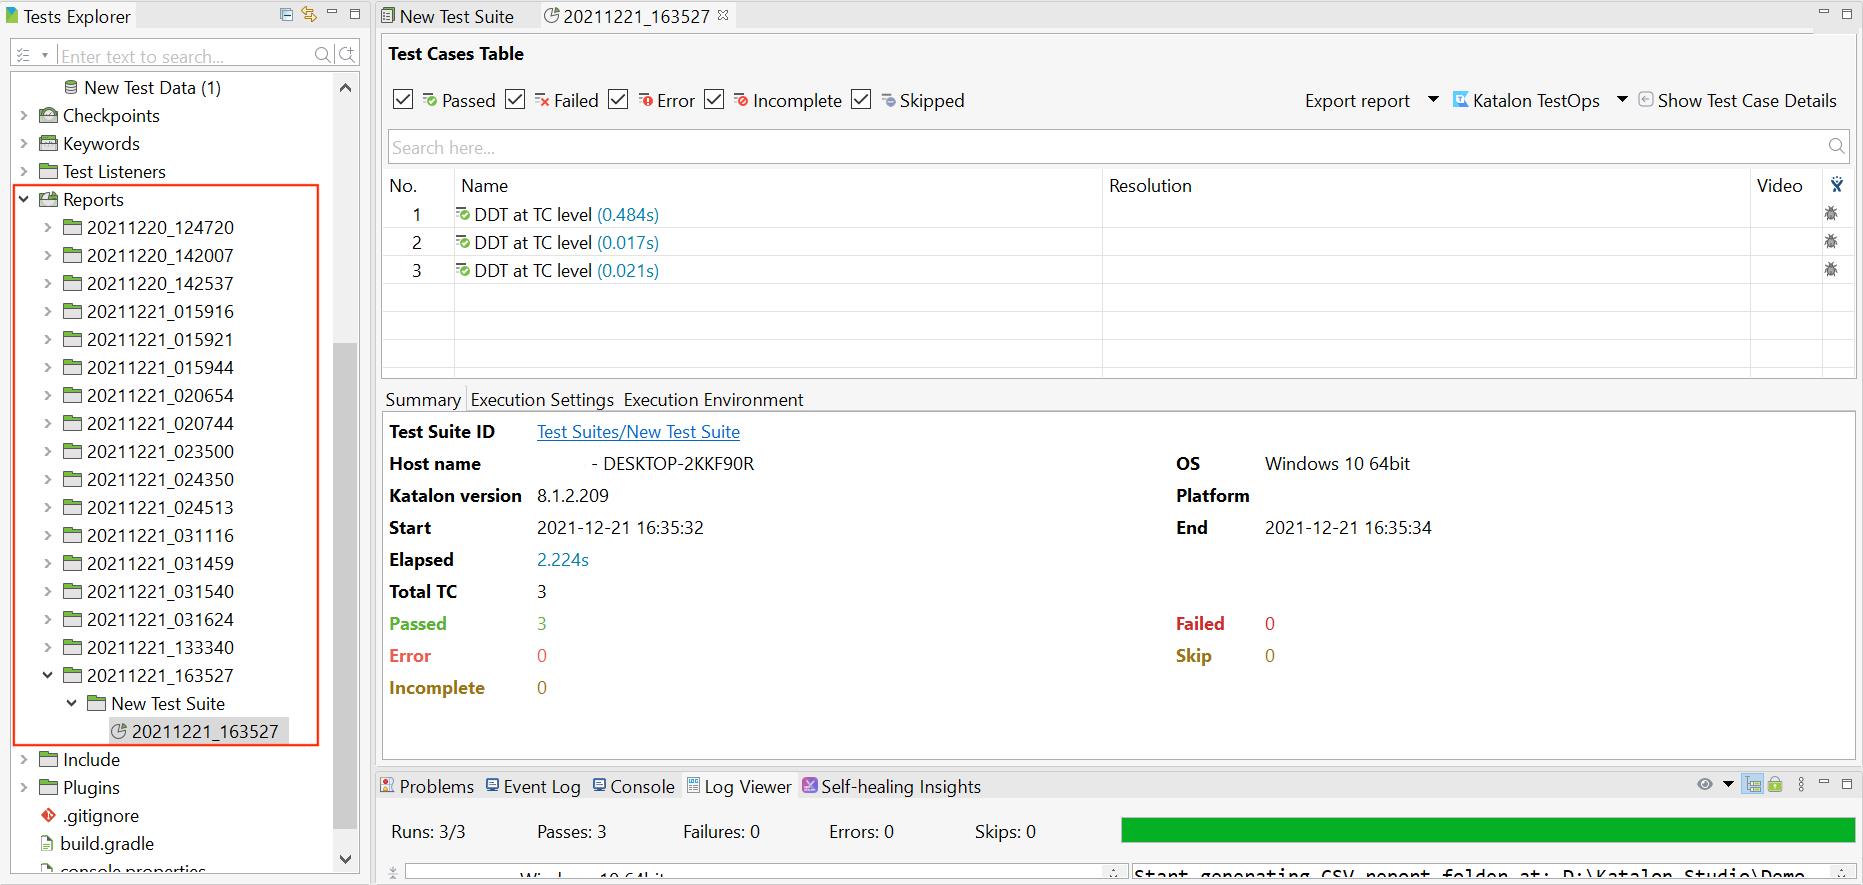 Tests Explorer
Enter text to search...
New Test Data (1)
Checkpoints
Keywords
Test Listeners
Reports
20211220_124720
20211220_142007
20211220_142537
20211221_015916
20211221_015921
20211221_015944
20211221_020654
20211221_020744
20211221_023500
20211221_024350
20211221_024513
20211221_031116
20211221_031459
20211221_031540
20211221_031624
20211221_133340
20211221_163527
New Test Suite
20211221_163527
Include
Plugins
.gitignore
build.gradle
console.properties
New Test Suite
20211221_163527
Test Cases Table
Passed Failed Error Incomplete Skipped
Export report Katalon TestOps Show Test Case Details
Search here...
No. Name Resolution Video
1 DDT at TC level (0.484s)
2 DDT at TC level (0.017s)
3 DDT at TC level (0.021s)
Summary Execution Settings Execution Environment
Test Suite ID Test Suites/New Test Suite
Host name - DESKTOP-2KKF90R OS Windows 10 64bit
Katalon version 8.1.2.209 Platform
Start 2021-12-21 16:35:32 End 2021-12-21 16:35:34
Elapsed 2.224s
Total TC 3
Passed 3 Failed 0
Error 0 Skip 0
Incomplete 0
Problems Event Log Console Log Viewer Self-healing Insights
Runs: 3/3 Passes: 3 Failures: 0 Errors: 0 Skips: 0
Windows 10 64bit
Start generating CSV report folder at: D:\Katalon Studio\Demo